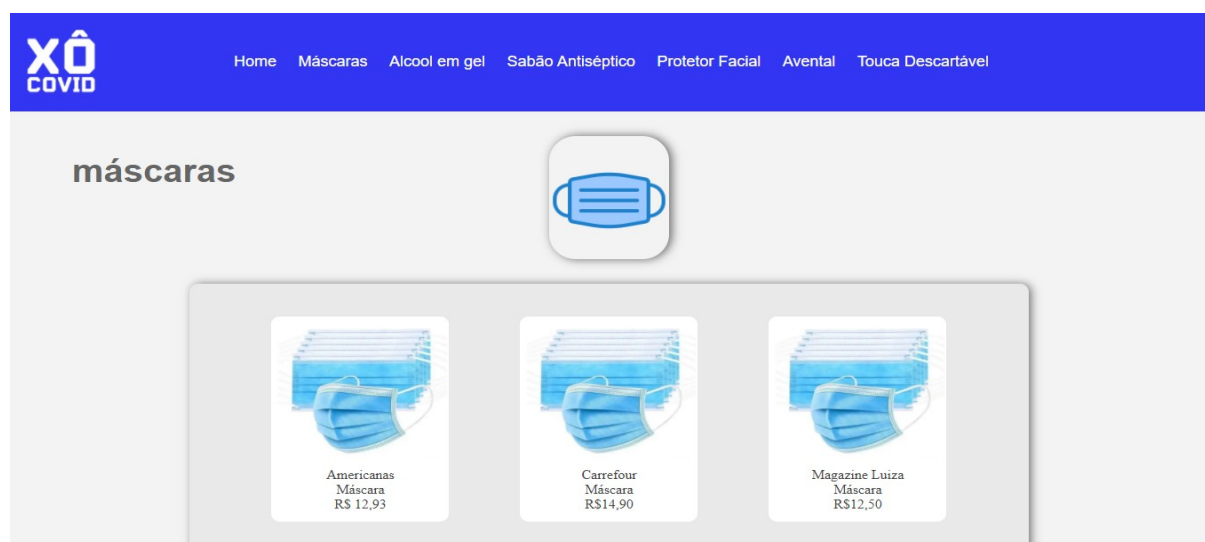 XÔ
COVID
Home Máscaras Alcool em gel Sabão Antiséptico Protetor Facial Avental Touca Descartável
máscaras
Americanas
Máscara
R$ 12,93
Carrefour
Máscara
R$14,90
Magazine Luiza
Máscara
R$12,50